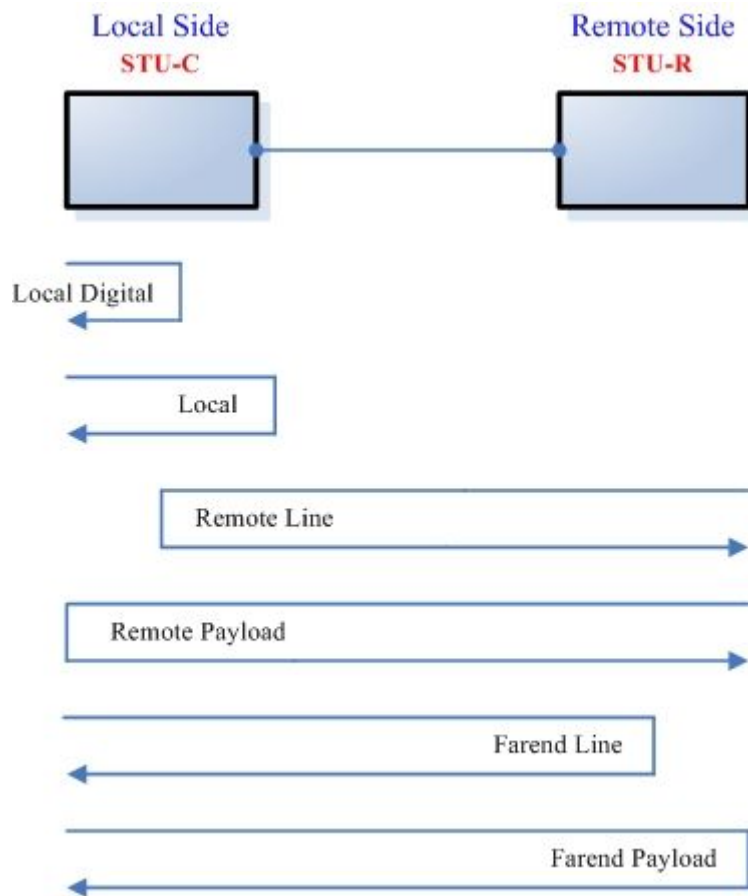 Local Side
STU-C
Remote Side
STU-R
Local Digital
Local
Remote Line
Remote Payload
Farend Line
Farend Payload